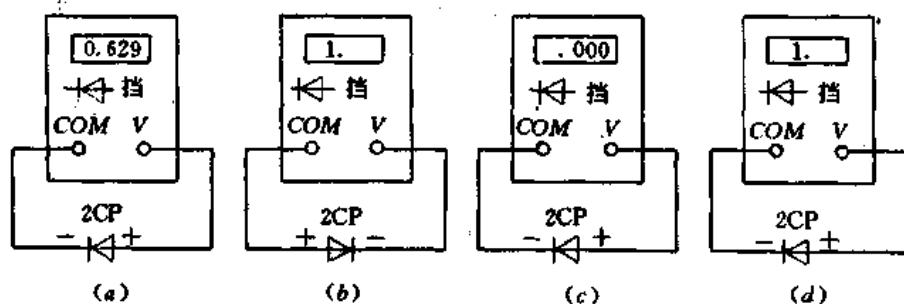 0.629
挡
COM V
2CP
- +
(a)
1.
挡
COM V
2CP
+ -
(b)
.000
挡
COM V
2CP
- +
(c)
1.
挡
COM V
2CP
- +
(d)